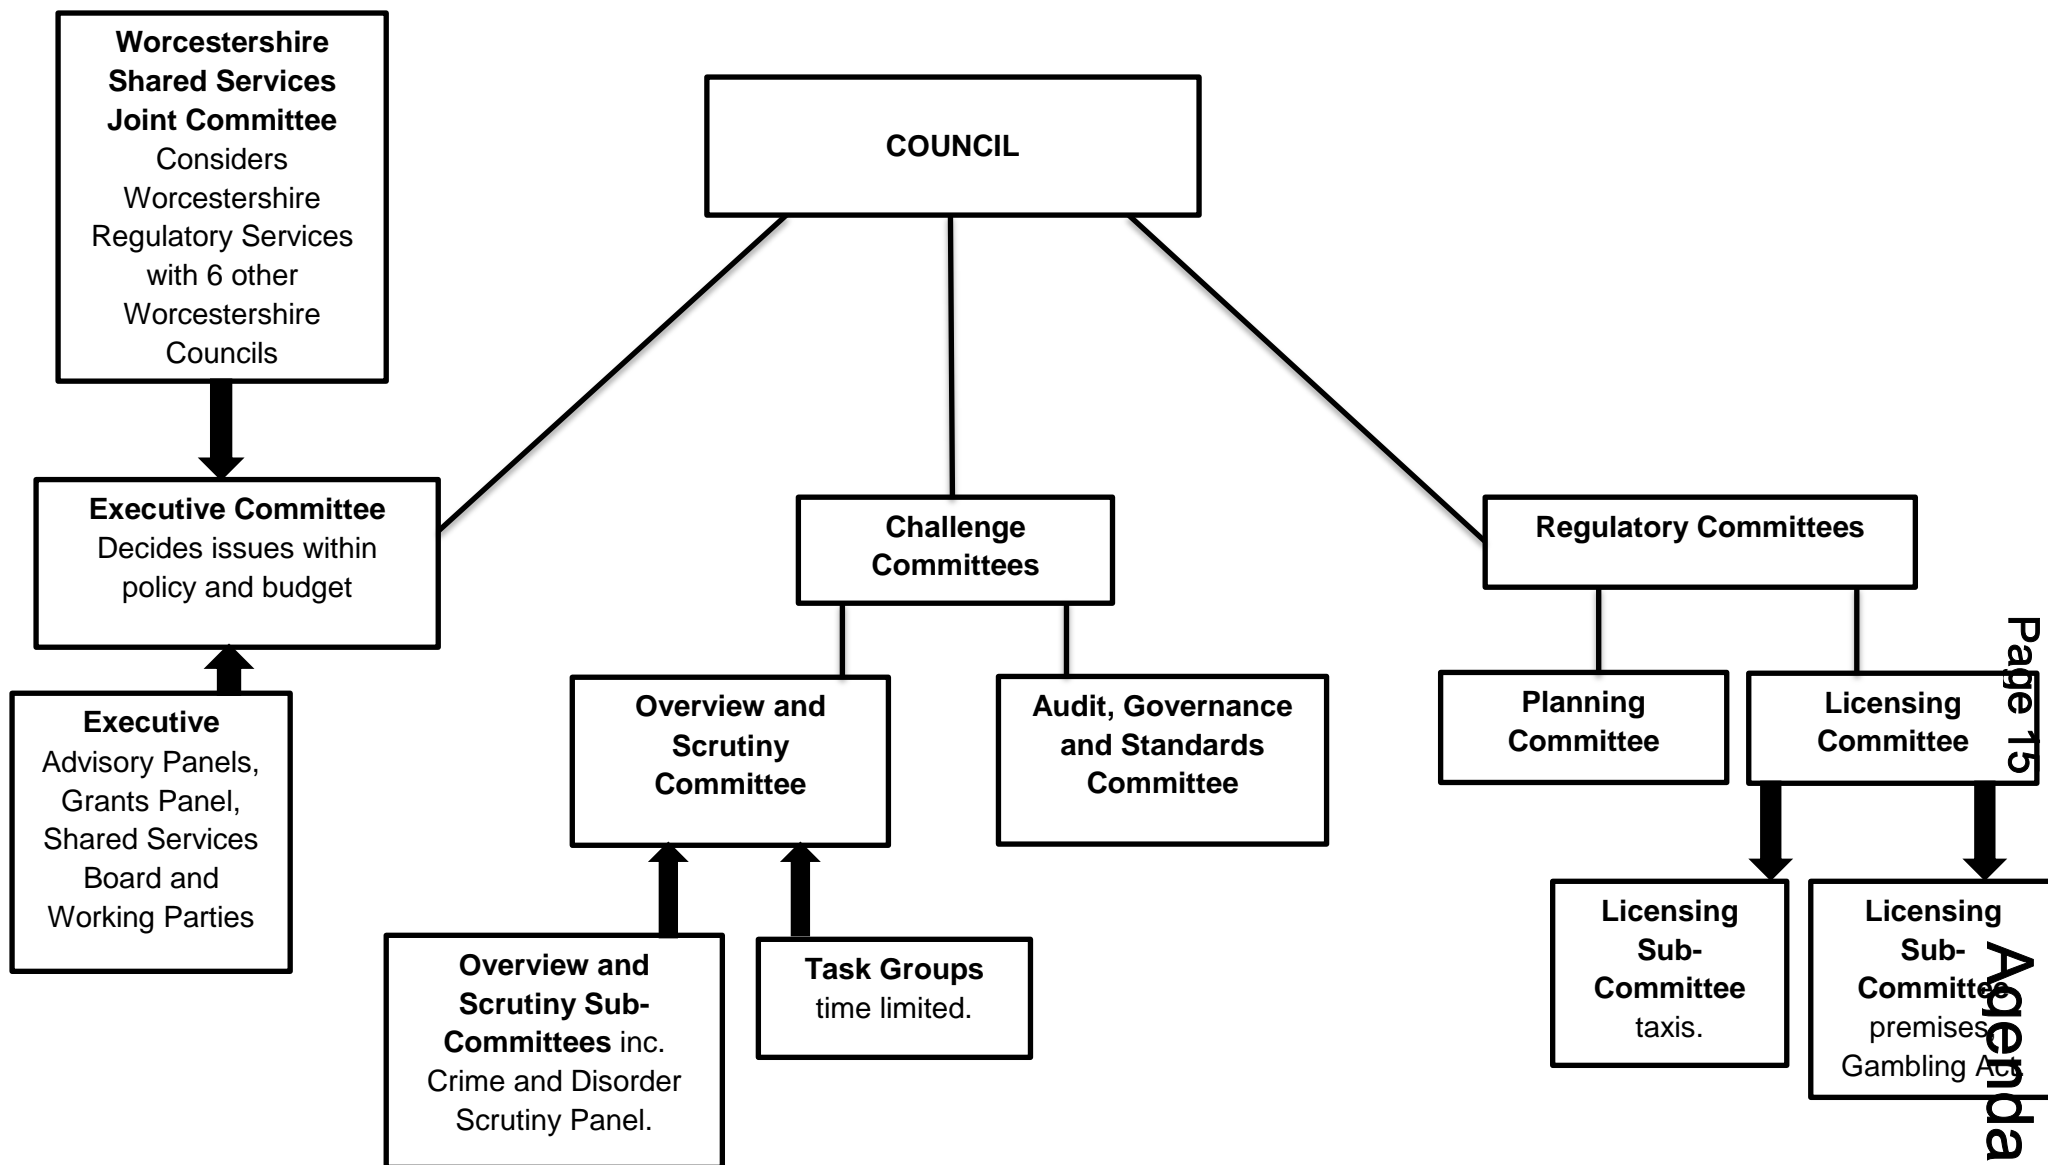 Worcestershire
Shared Services
Joint Committee
Considers
Worcestershire
Regulatory Services
with 6 other
Worcestershire
Councils
COUNCIL
Executive Committee
Decides issues within
policy and budget
Executive
Advisory Panels,
Grants Panel,
Shared Services
Board and
Working Parties
Challenge
Committees
Overview and
Scrutiny
Committee
Audit, Governance
and Standards
Committee
Overview and
Scrutiny Sub-
Committees inc.
Crime and Disorder
Scrutiny Panel.
Task Groups
time limited.
Regulatory Committees
Planning
Committee
Licensing
Committee
Licensing
Sub-
Committee
taxis.
Licensing
Sub-
Committee
premises,
Gambling Act.
Page 15
Agenda